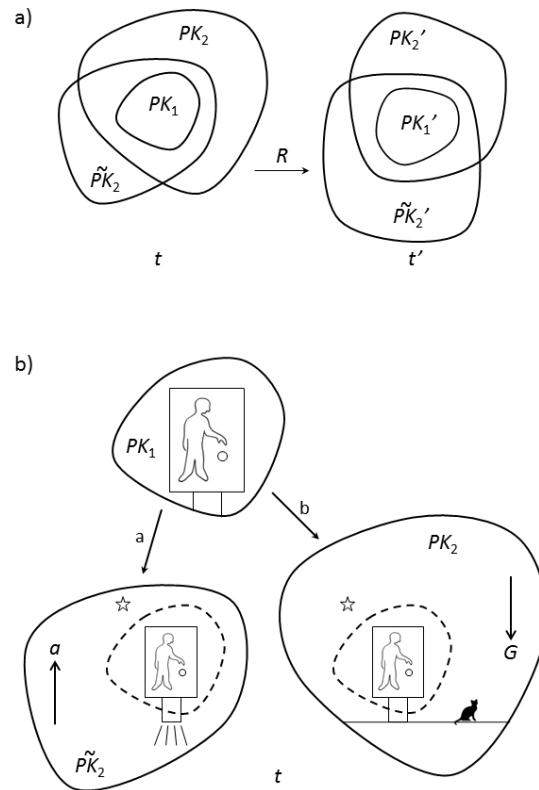 a)
PK₂
PK₁
P̃K₂
R
PK₂'
PK₁'
P̃K₂'
t
t'
b)
PK₁
a
b
PK₂
a
G
P̃K₂
t